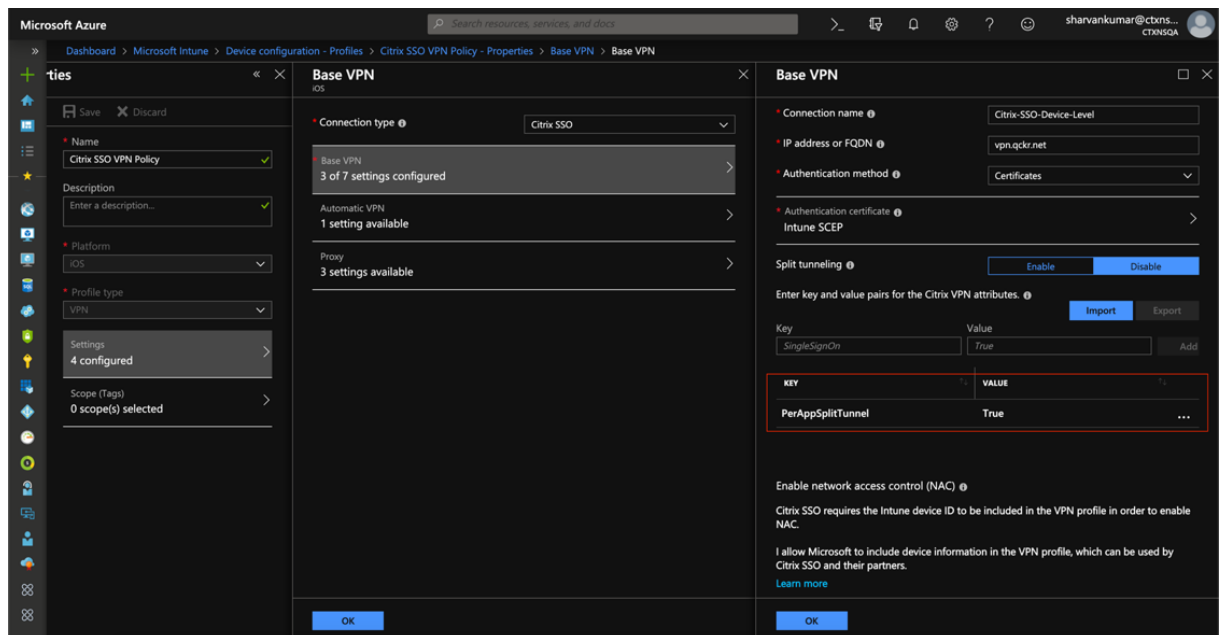 Microsoft Azure
Search resources, services, and docs
sharvankumar@ctxns...
CTXNSQA
Dashboard > Microsoft Intune > Device configuration - Profiles > Citrix SSO VPN Policy - Properties > Base VPN > Base VPN
rties
Save Discard
* Name
Citrix SSO VPN Policy
Description
Enter a description...
* Platform
iOS
* Profile type
VPN
Settings
4 configured
Scope (Tags)
0 scope(s) selected
Base VPN
iOS
* Connection type
Citrix SSO
* Base VPN
3 of 7 settings configured
Automatic VPN
1 setting available
Proxy
3 settings available
OK
Base VPN
* Connection name
Citrix-SSO-Device-Level
* IP address or FQDN
vpn.qckr.net
* Authentication method
Certificates
* Authentication certificate
Intune SCEP
Split tunneling
Enable Disable
Enter key and value pairs for the Citrix VPN attributes.
Import Export
Key Value
SingleSignOn True Add
KEY VALUE
PerAppSplitTunnel True ...
Enable network access control (NAC)
Citrix SSO requires the Intune device ID to be included in the VPN profile in order to enable
NAC.
I allow Microsoft to include device information in the VPN profile, which can be used by
Citrix SSO and their partners.
Learn more
OK